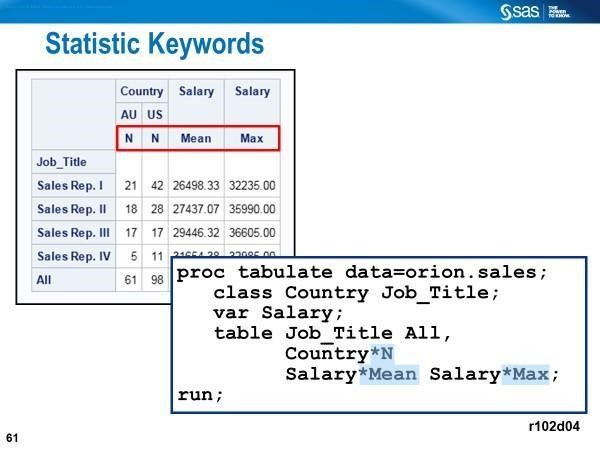 sas THE POWER TO KNOW.
Statistic Keywords
Country Salary Salary
AU US
N N Mean Max
Job_Title
Sales Rep. I 21 42 26498.33 32235.00
Sales Rep. II 18 28 27437.07 35990.00
Sales Rep. III 17 17 29446.32 36605.00
Sales Rep. IV 5 11
All 61 98
proc tabulate data=orion.sales;
class Country Job_Title;
var Salary;
table Job_Title All,
Country*N
Salary*Mean Salary*Max;
run;
r102d04
61